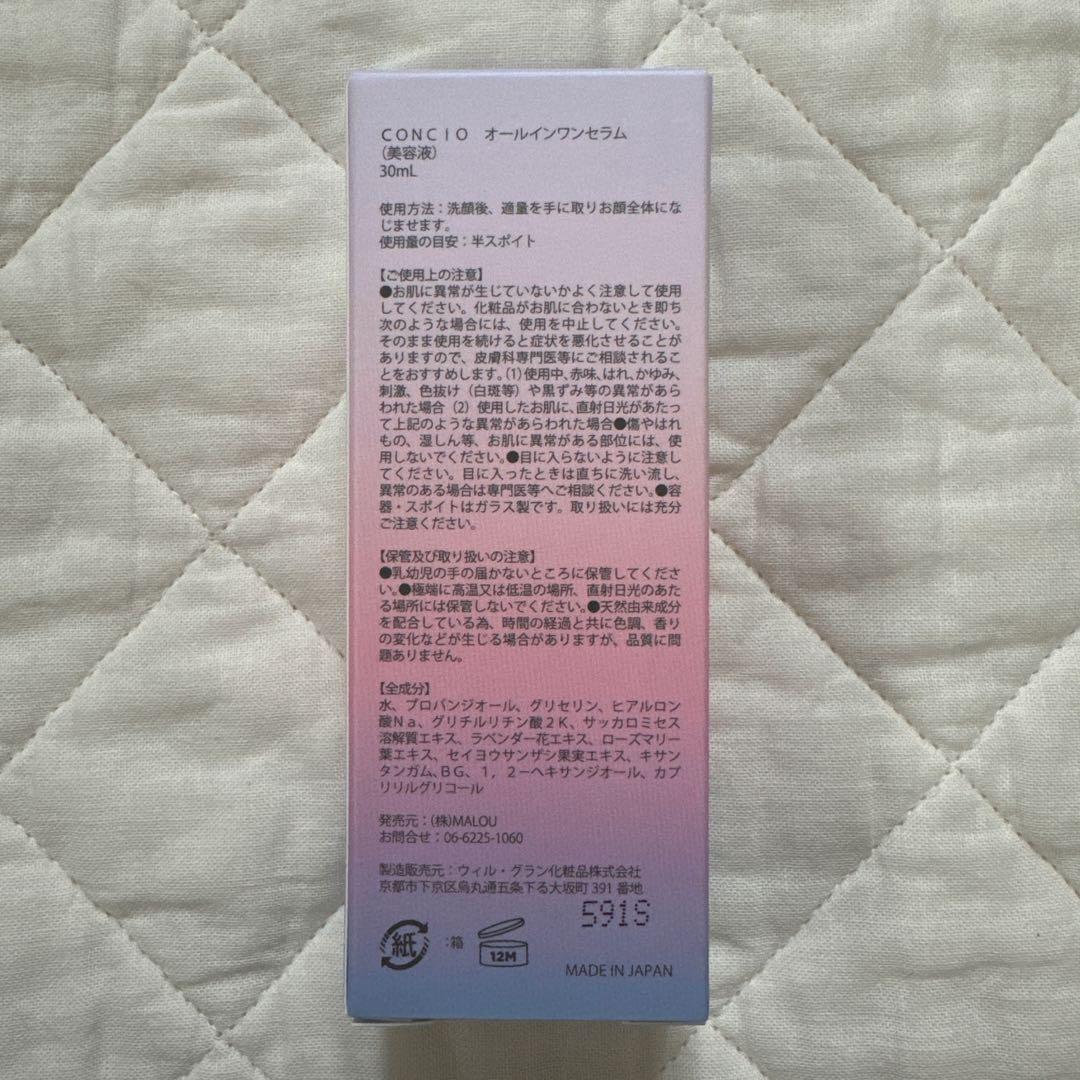 CONCIO オールインワンセラム
（美容液）
30mL
使用方法：洗顔後、適量を手に取りお顔全体にな
じませます。
使用量の目安：半スポイト
【ご使用上の注意】
●お肌に異常が生じていないかよく注意して使用
してください。化粧品がお肌に合わないとき即ち
次のような場合には、使用を中止してください。
そのまま使用を続けると症状を悪化させることが
ありますので、皮膚科専門医等にご相談されるこ
とをおすすめします。(1)使用中、赤味、はれ、かゆみ、
刺激、色抜け（白斑等）や黒ずみ等の異常があら
われた場合（2）使用したお肌に、直射日光があたっ
て上記のような異常があらわれた場合●傷やはれ
もの、湿しん等、お肌に異常がある部位には、使
用しないでください。●目に入らないように注意し
てください。目に入ったときは直ちに洗い流し、
異常のある場合は専門医等へご相談ください。●容
器・スポイトはガラス製です。取り扱いには充分
ご注意ください。
【保管及び取り扱いの注意】
●乳幼児の手の届かないところに保管してくださ
い。●極端に高温又は低温の場所、直射日光のあた
る場所には保管しないでください。●天然由来成分
を配合している為、時間の経過と共に色調、香り
の変化などが生じる場合がありますが、品質に問
題ありません。
【全成分】
水、プロパンジオール、グリセリン、ヒアルロン
酸Ｎａ、グリチルリチン酸２Ｋ、サッカロミセス
溶解質エキス、ラベンダー花エキス、ローズマリー
葉エキス、セイヨウサンザシ果実エキス、キサン
タンガム、ＢＧ、１，２－ヘキサンジオール、カプ
リリルグリコール
発売元：(株)MALOU
お問合せ：06-6225-1060
製造販売元：ウィル・グラン化粧品株式会社
京都市下京区烏丸通五条下る大坂町 391 番地
591S
紙 ：箱 12M
MADE IN JAPAN